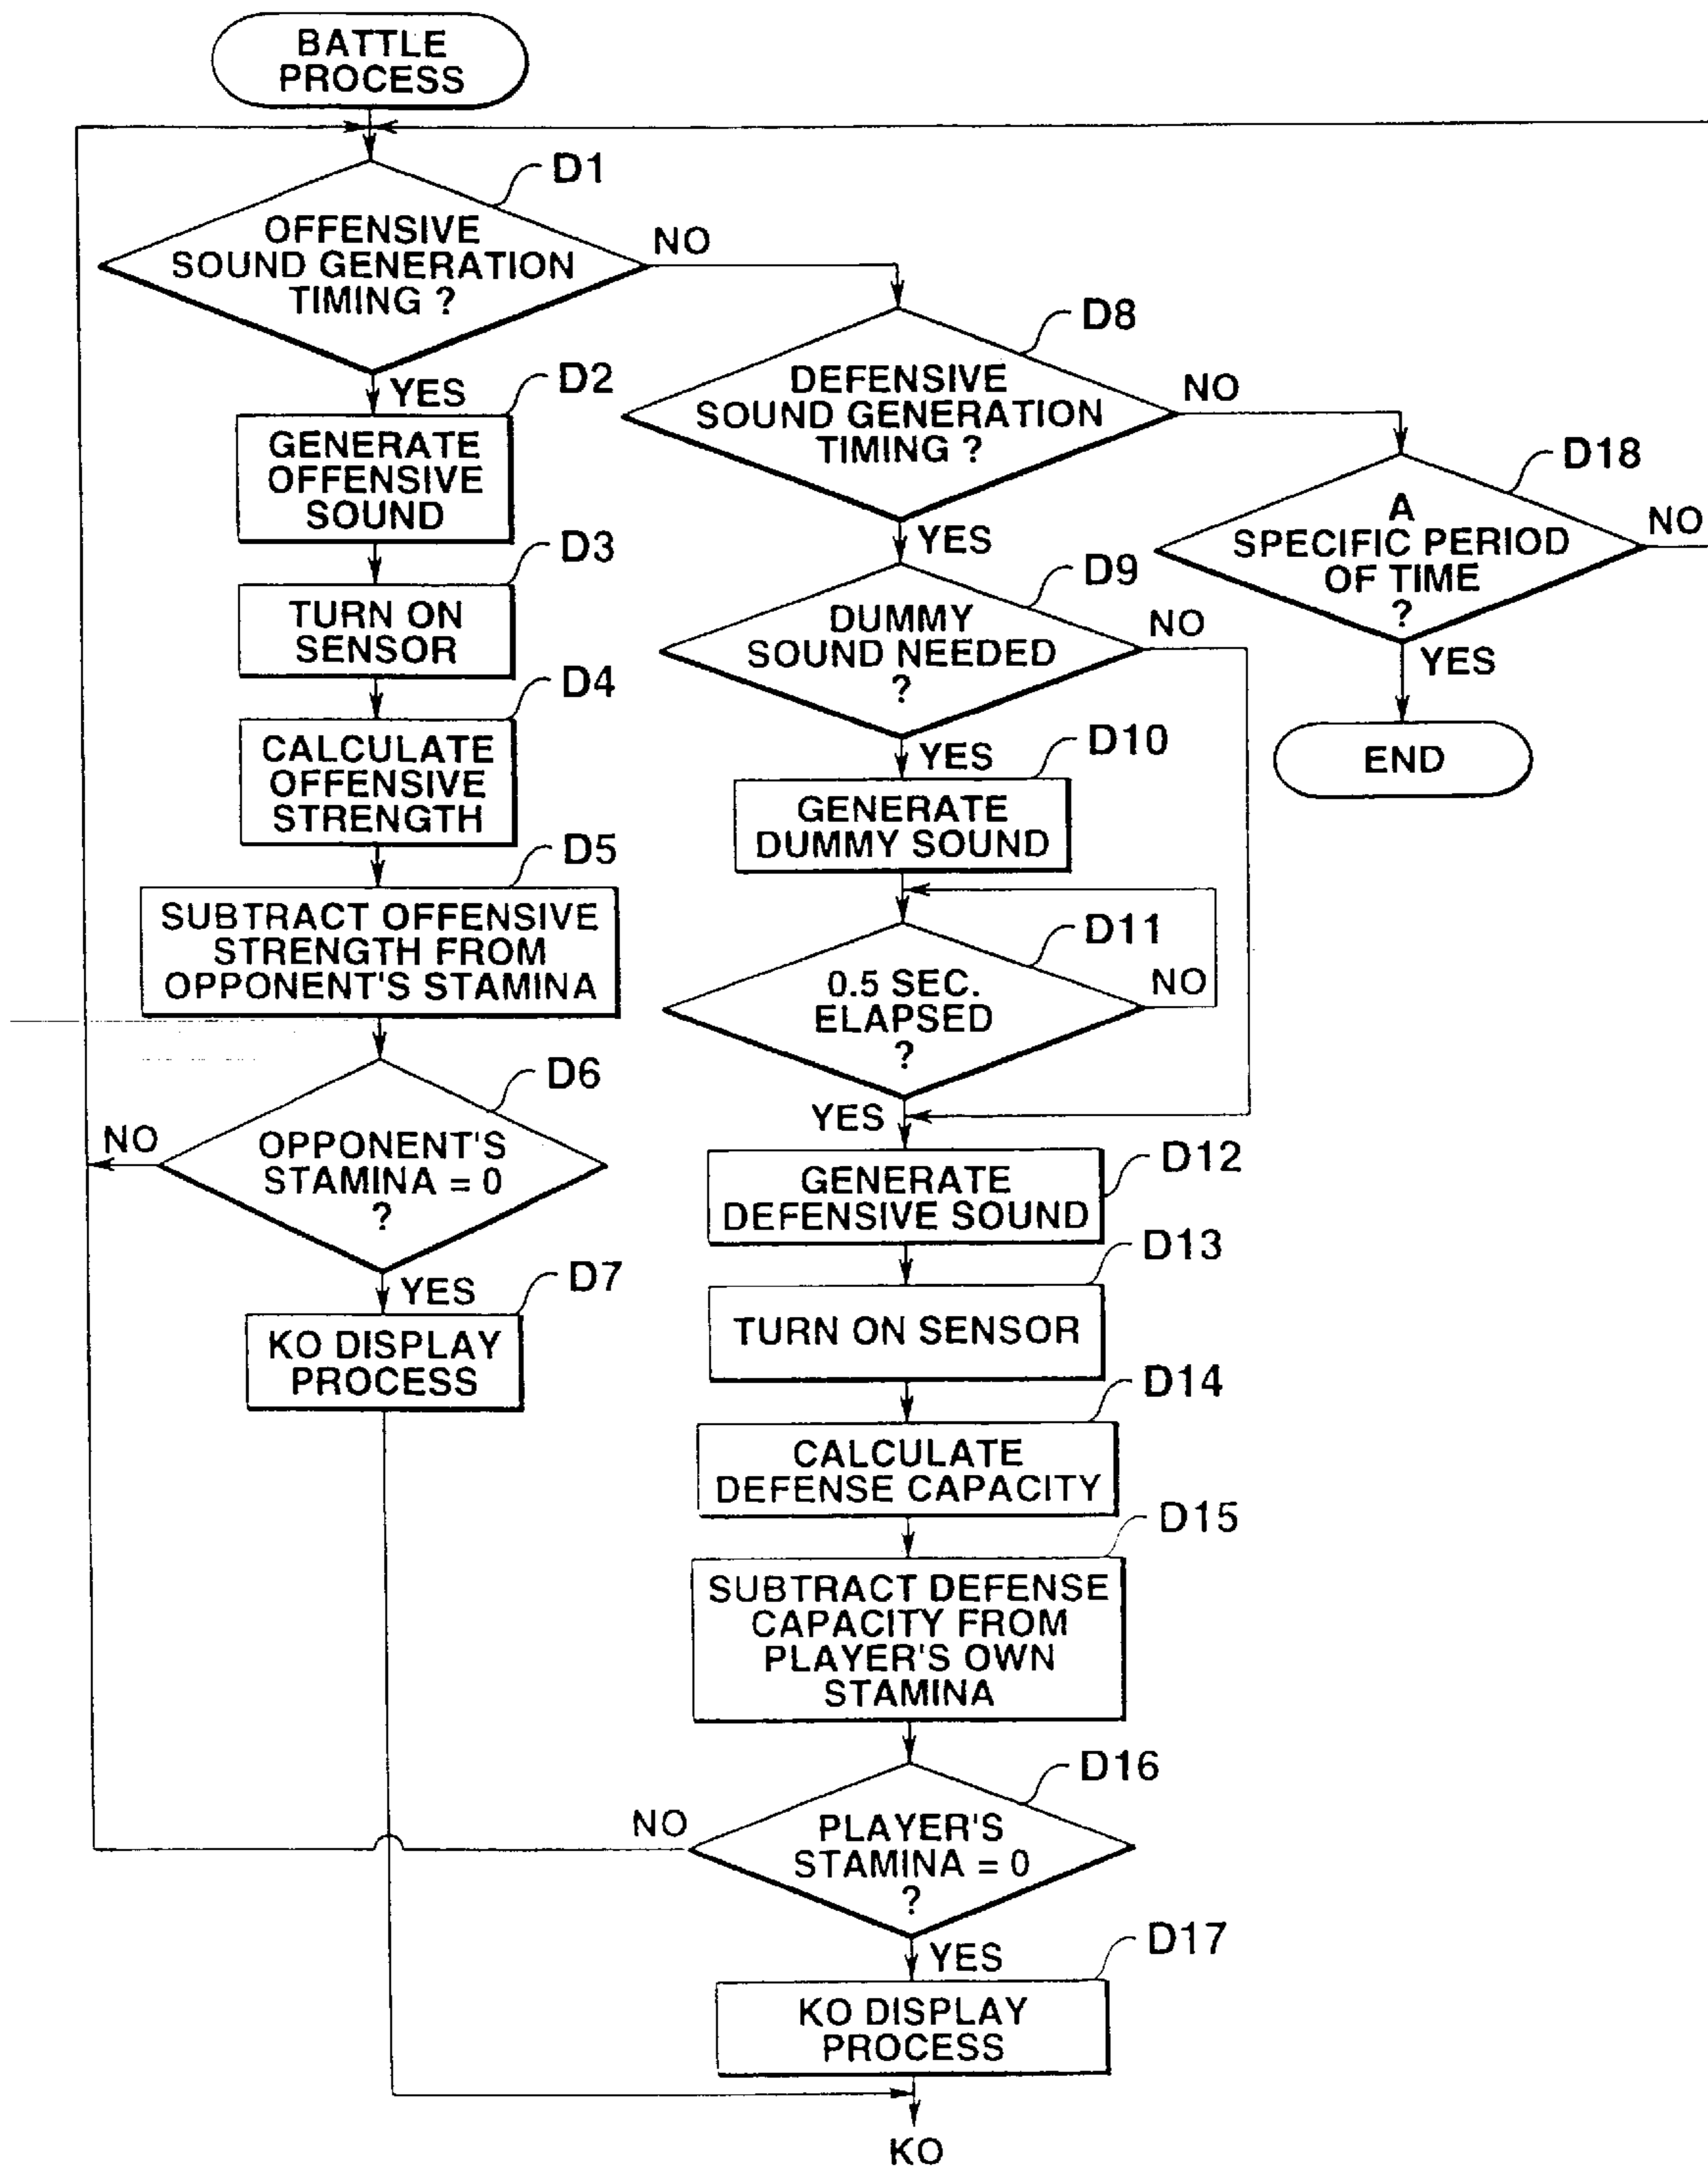 BATTLE
PROCESS
D1
OFFENSIVE
SOUND GENERATION
TIMING ?
NO
YES
D2
GENERATE
OFFENSIVE
SOUND
D3
TURN ON
SENSOR
D4
CALCULATE
OFFENSIVE
STRENGTH
D5
SUBTRACT OFFENSIVE
STRENGTH FROM
OPPONENT'S STAMINA
D6
NO
OPPONENT'S
STAMINA = 0
?
YES
D7
KO DISPLAY
PROCESS
D8
DEFENSIVE
SOUND GENERATION
TIMING ?
NO
YES
D9
DUMMY
SOUND NEEDED
?
NO
YES
D10
GENERATE
DUMMY SOUND
D11
0.5 SEC.
ELAPSED
?
NO
YES
D12
GENERATE
DEFENSIVE SOUND
D13
TURN ON SENSOR
D14
CALCULATE
DEFENSE CAPACITY
D15
SUBTRACT DEFENSE
CAPACITY FROM
PLAYER'S OWN
STAMINA
D16
NO
PLAYER'S
STAMINA = 0
?
YES
D17
KO DISPLAY
PROCESS
KO
D18
A
SPECIFIC PERIOD
OF TIME
?
NO
YES
END